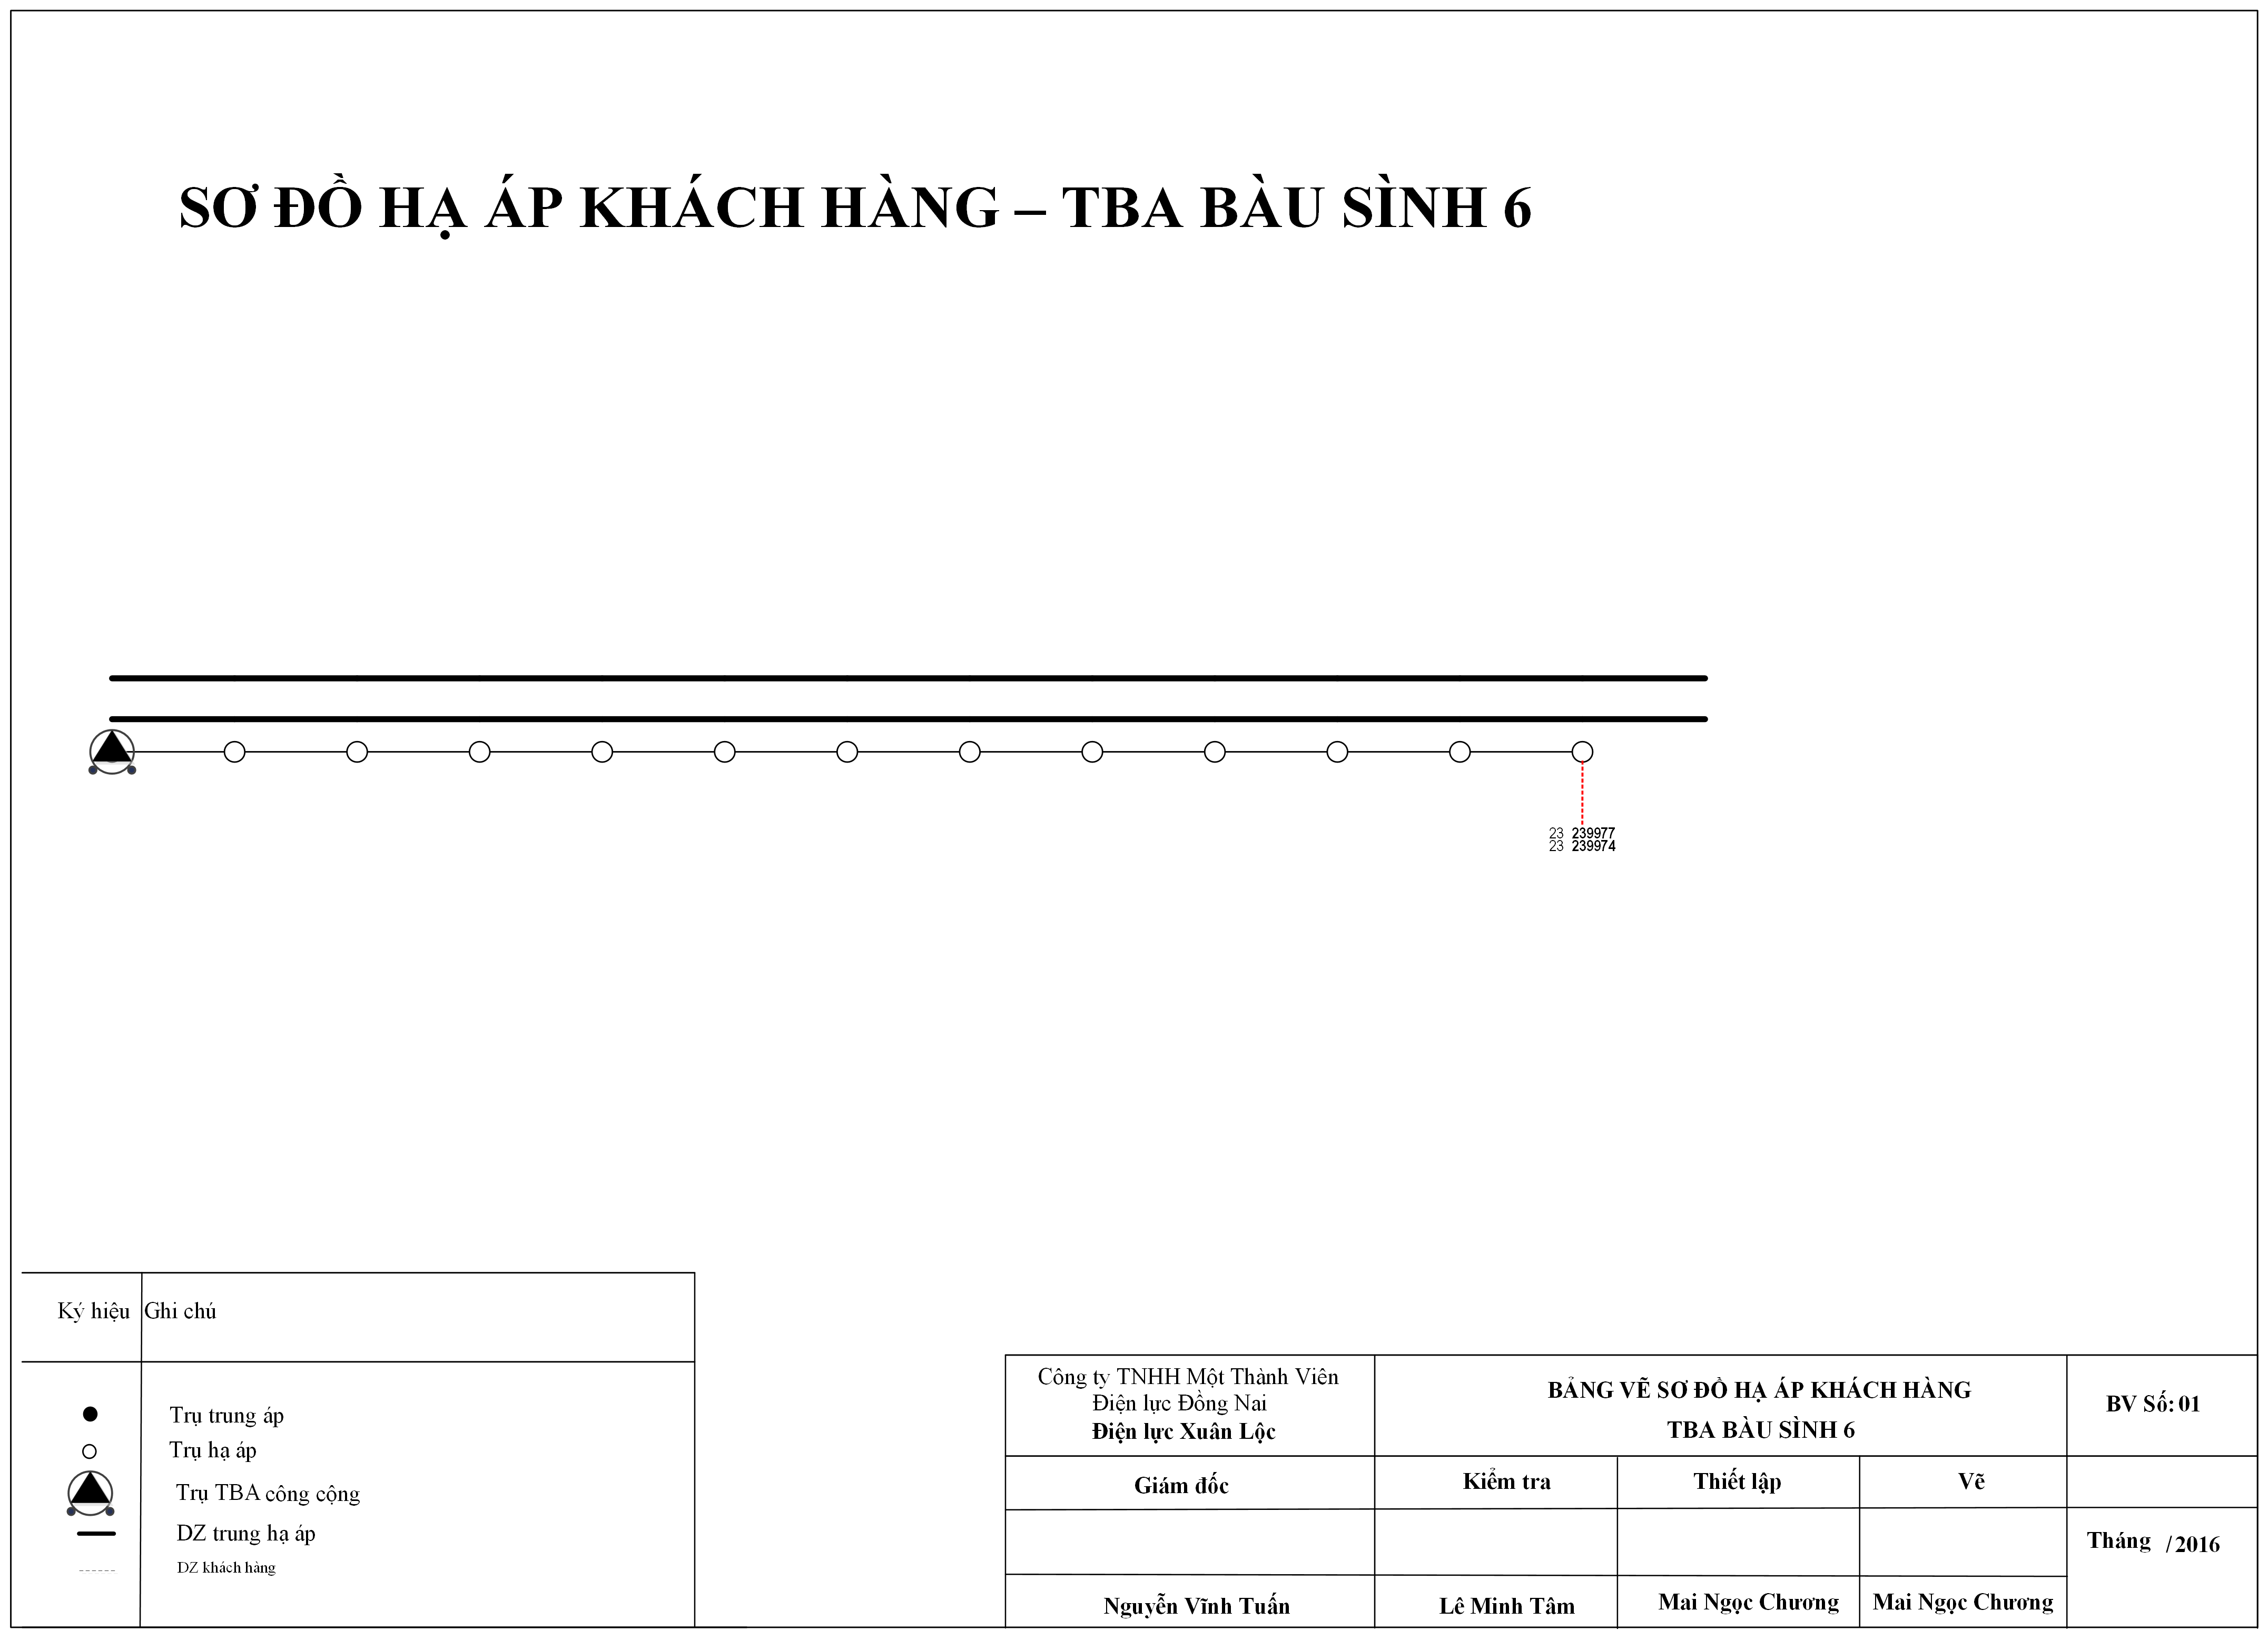 SƠ ĐỒ HẠ ÁP KHÁCH HÀNG – TBA BÀU SÌNH 6
23 239977
23 239974
Ký hiệu Ghi chú
Trụ trung áp
Trụ hạ áp
Trụ TBA công cộng
DZ trung hạ áp
DZ khách hàng
Công ty TNHH Một Thành Viên
Điện lực Đồng Nai
Điện lực Xuân Lộc
BẢNG VẼ SƠ ĐỒ HẠ ÁP KHÁCH HÀNG
TBA BÀU SÌNH 6
BV Số: 01
Giám đốc Kiểm tra Thiết lập Vẽ
Tháng /2016
Nguyễn Vĩnh Tuấn Lê Minh Tâm Mai Ngọc Chương Mai Ngọc Chương